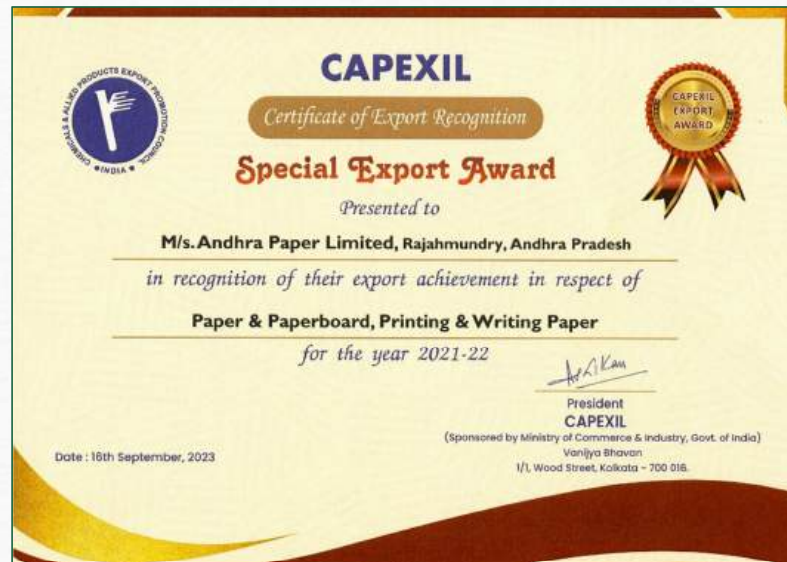 CAPEXIL
CHEMICALS & ALLIED PRODUCTS EXPORT PROMOTION COUNCIL
INDIA
Certificate of Export Recognition
CAPEXIL
EXPORT
AWARD
Special Export Award
Presented to
M/s. Andhra Paper Limited, Rajahmundry, Andhra Pradesh
in recognition of their export achievement in respect of
Paper & Paperboard, Printing & Writing Paper
for the year 2021-22
President
CAPEXIL
(Sponsored by Ministry of Commerce & Industry, Govt. of India)
Vanijya Bhavan
1/1, Wood Street, Kolkata - 700 016.
Date : 16th September, 2023